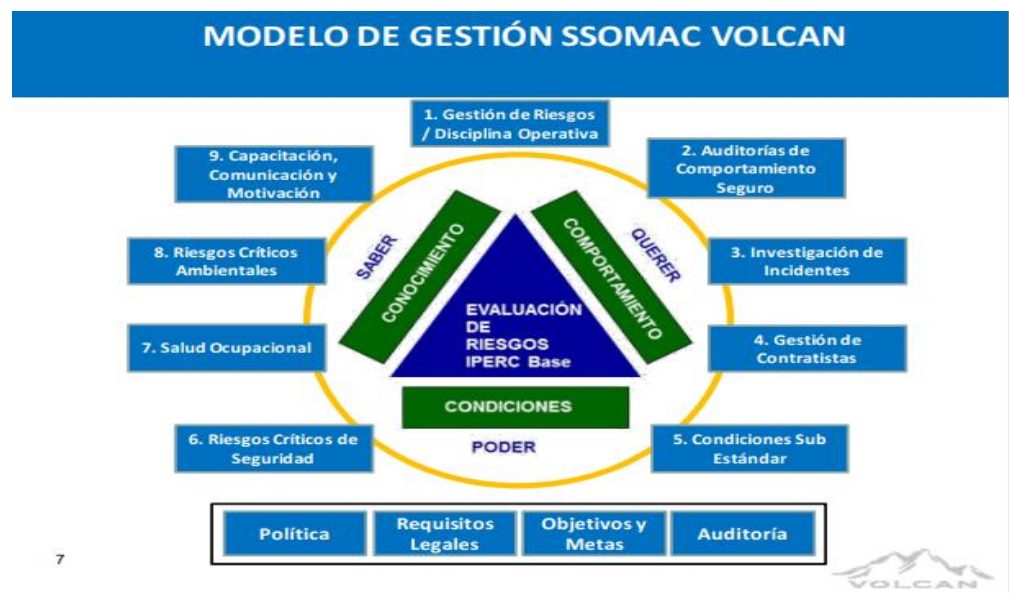 MODELO DE GESTIÓN SSOMAC VOLCAN
1. Gestión de Riesgos
/ Disciplina Operativa
2. Auditorías de
Comportamiento
Seguro
3. Investigación de
Incidentes
4. Gestión de
Contratistas
5. Condiciones Sub
Estándar
6. Riesgos Críticos de
Seguridad
7. Salud Ocupacional
8. Riesgos Críticos
Ambientales
9. Capacitación,
Comunicación y
Motivación
SABER
CONOCIMIENTO
COMPORTAMIENTO
QUERER
EVALUACIÓN
DE
RIESGOS
IPERC Base
CONDICIONES
PODER
Política
Requisitos
Legales
Objetivos y
Metas
Auditoría
7
VOLCAN